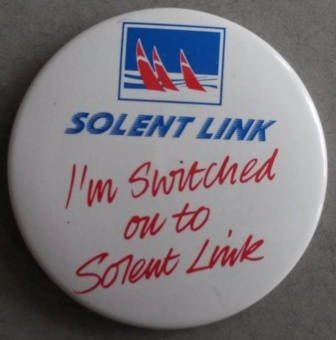 SOLENT LINK
I'm Switched
on to
Solent Link